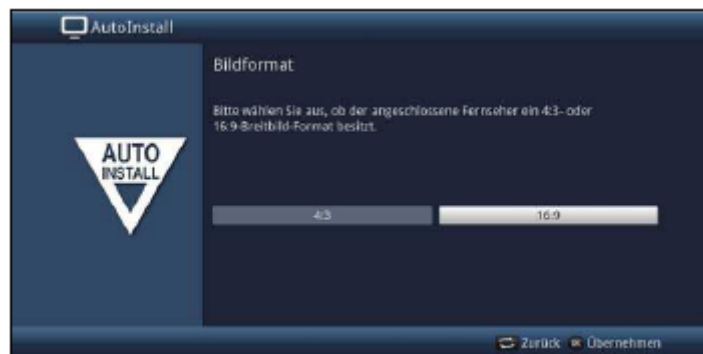 AutoInstall
Bildformat
Bitte wählen Sie aus, ob der angeschlossene Fernseher ein 4:3- oder
16:9-Breitbild-Format besitzt.
AUTO
INSTALL
4:3
16:9
Zurück OK Übernehmen